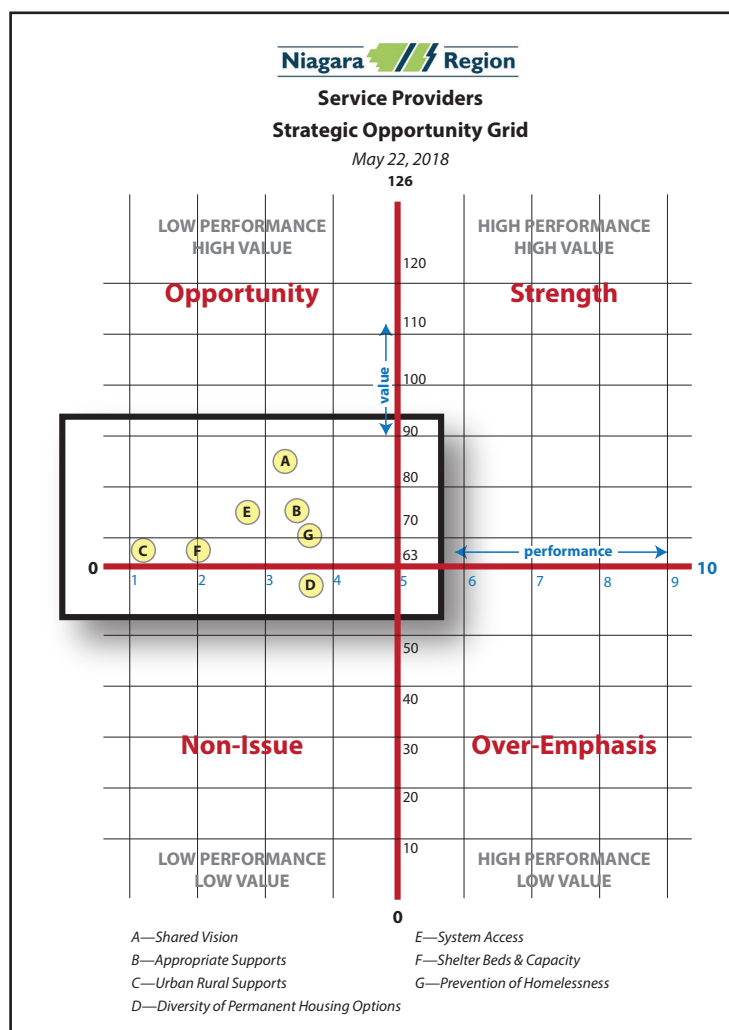 Niagara Region
Service Providers
Strategic Opportunity Grid
May 22, 2018
126
LOW PERFORMANCE
HIGH VALUE
HIGH PERFORMANCE
HIGH VALUE
120
Opportunity
Strength
110
value
100
90
A
80
E
B
70
G
C
F
63
performance
0
1
2
3
4
5
6
7
8
9
10
D
50
40
Non-Issue
30
Over-Emphasis
20
10
LOW PERFORMANCE
LOW VALUE
HIGH PERFORMANCE
LOW VALUE
0
A—Shared Vision
B—Appropriate Supports
C—Urban Rural Supports
D—Diversity of Permanent Housing Options
E—System Access
F—Shelter Beds & Capacity
G—Prevention of Homelessness